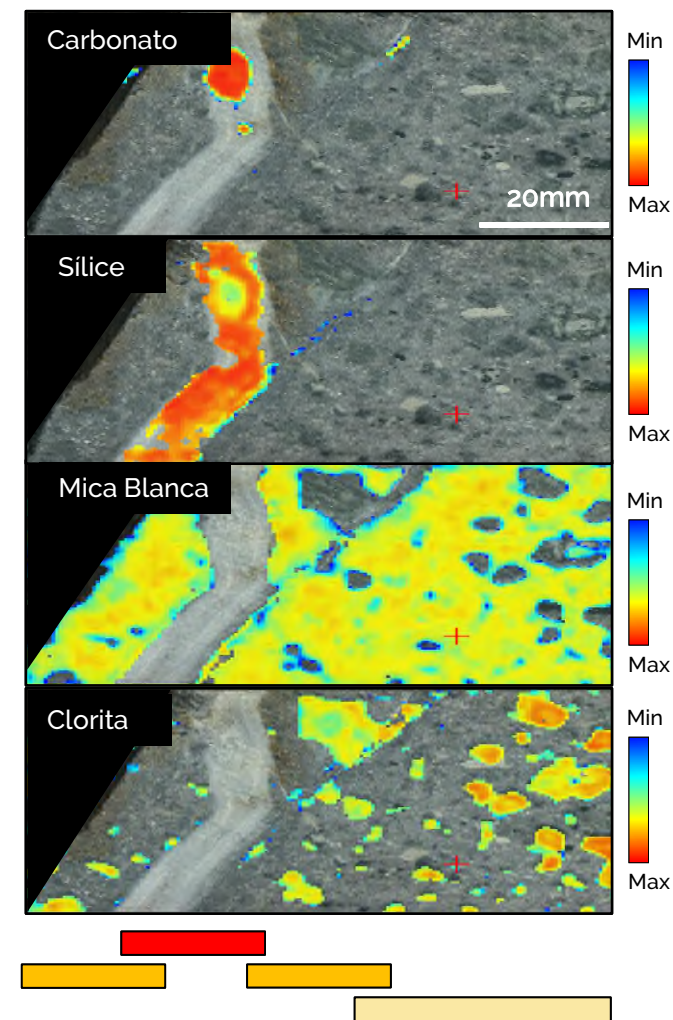 Carbonato
Min
20mm
Max
Sílice
Min
Max
Mica Blanca
Min
Max
Clorita
Min
Max